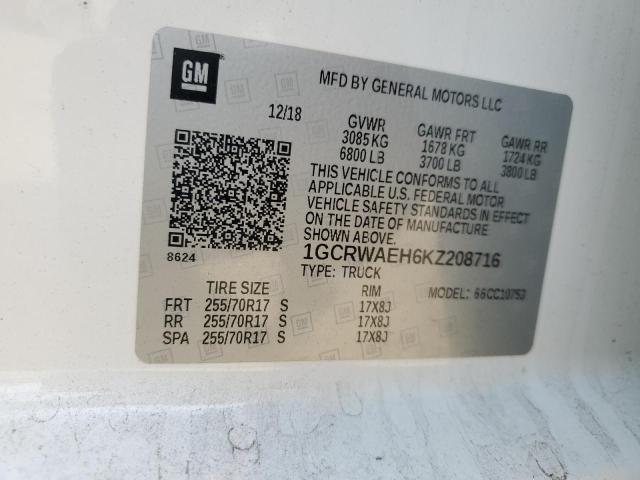 GM
MFD BY GENERAL MOTORS LLC
12/18
GVWR GAWR FRT GAWR RR
3085 KG 1678 KG 1724 KG
6800 LB 3700 LB 3800 LB
THIS VEHICLE CONFORMS TO ALL
APPLICABLE U.S. FEDERAL MOTOR
VEHICLE SAFETY STANDARDS IN EFFECT
ON THE DATE OF MANUFACTURE
SHOWN ABOVE.
8624
1GCRWAEH6KZ208716
TYPE: TRUCK
TIRE SIZE RIM MODEL: 66CC10753
FRT 255/70R17 S 17X8J
RR 255/70R17 S 17X8J
SPA 255/70R17 S 17X8J